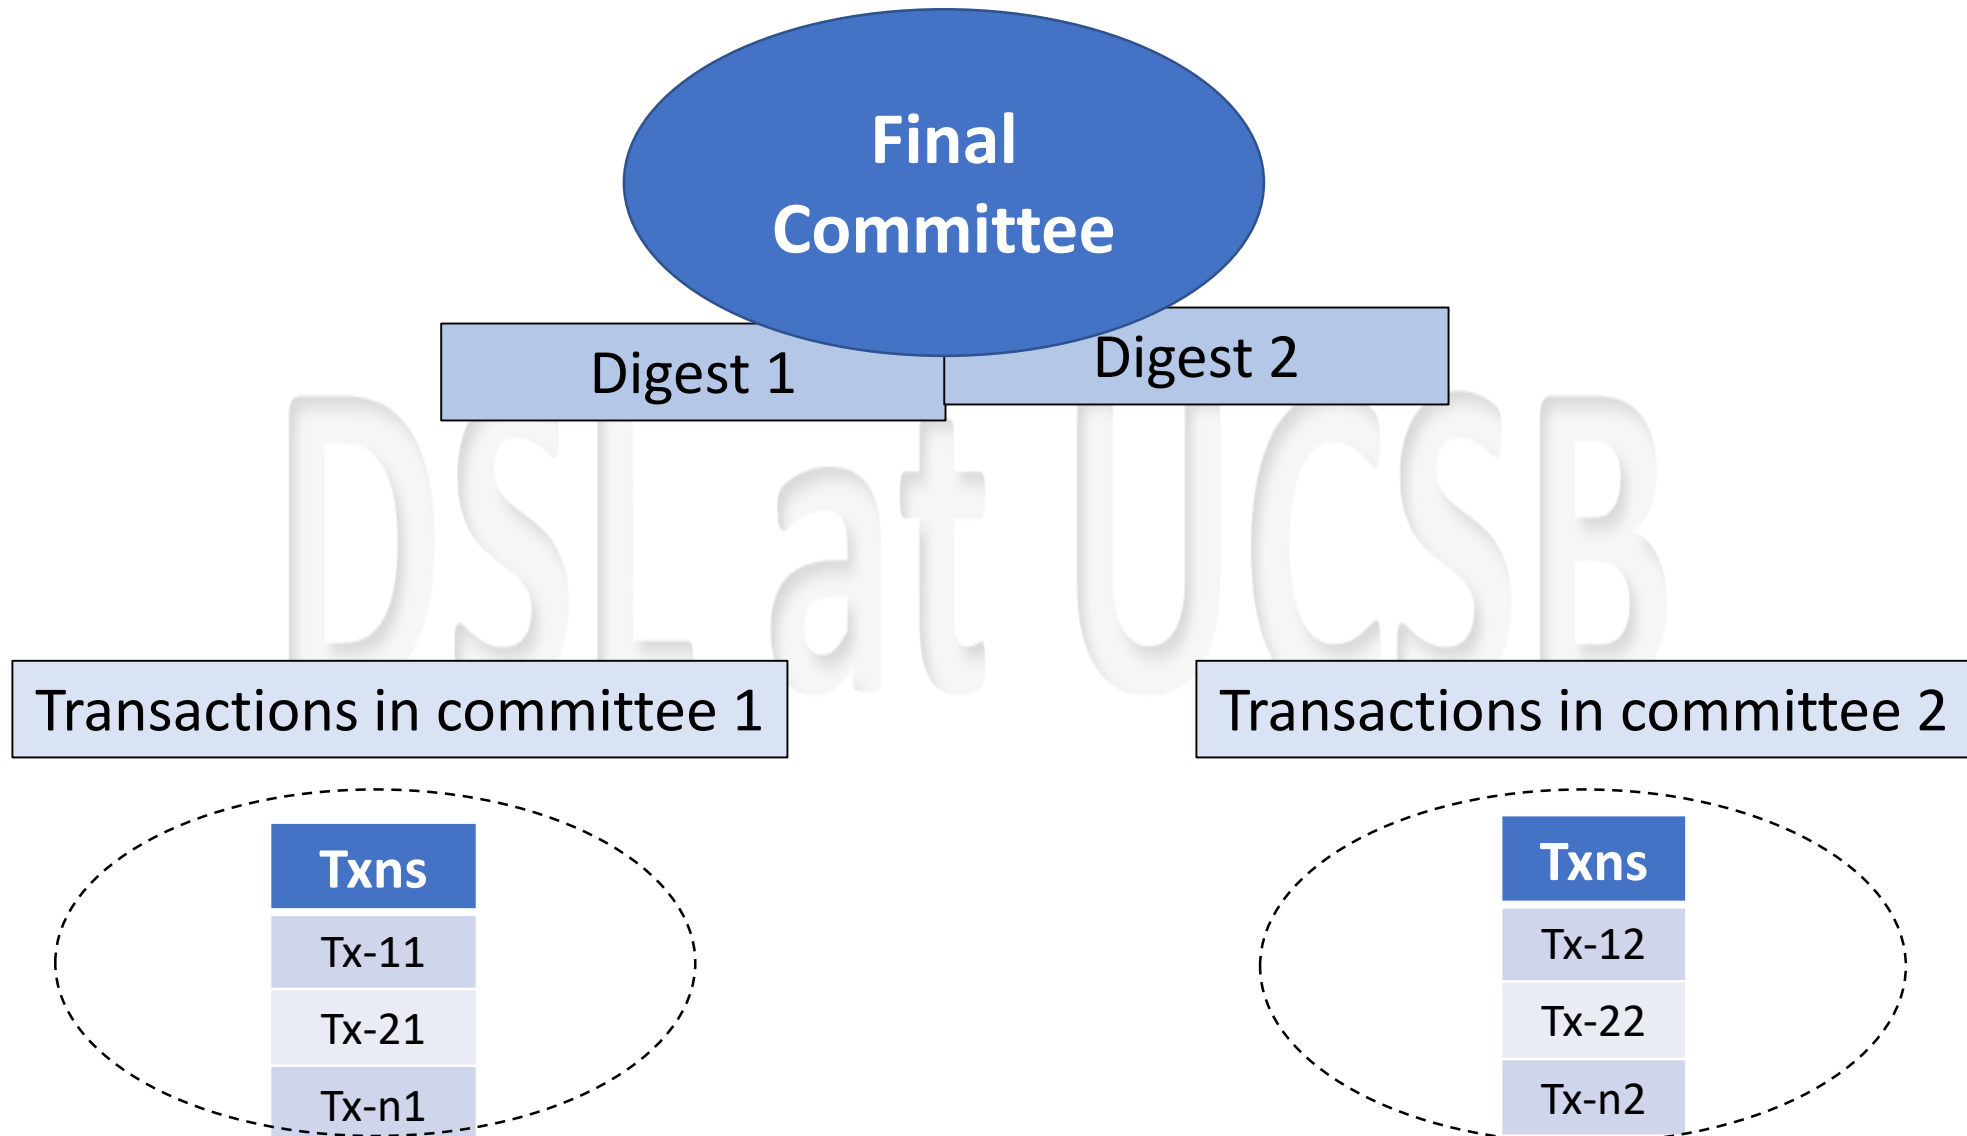 Final
Committee
Digest 1
Digest 2
DSL at UCSB
Transactions in committee 1
Transactions in committee 2
Txns
Tx-11
Tx-21
Tx-n1
Txns
Tx-12
Tx-22
Tx-n2